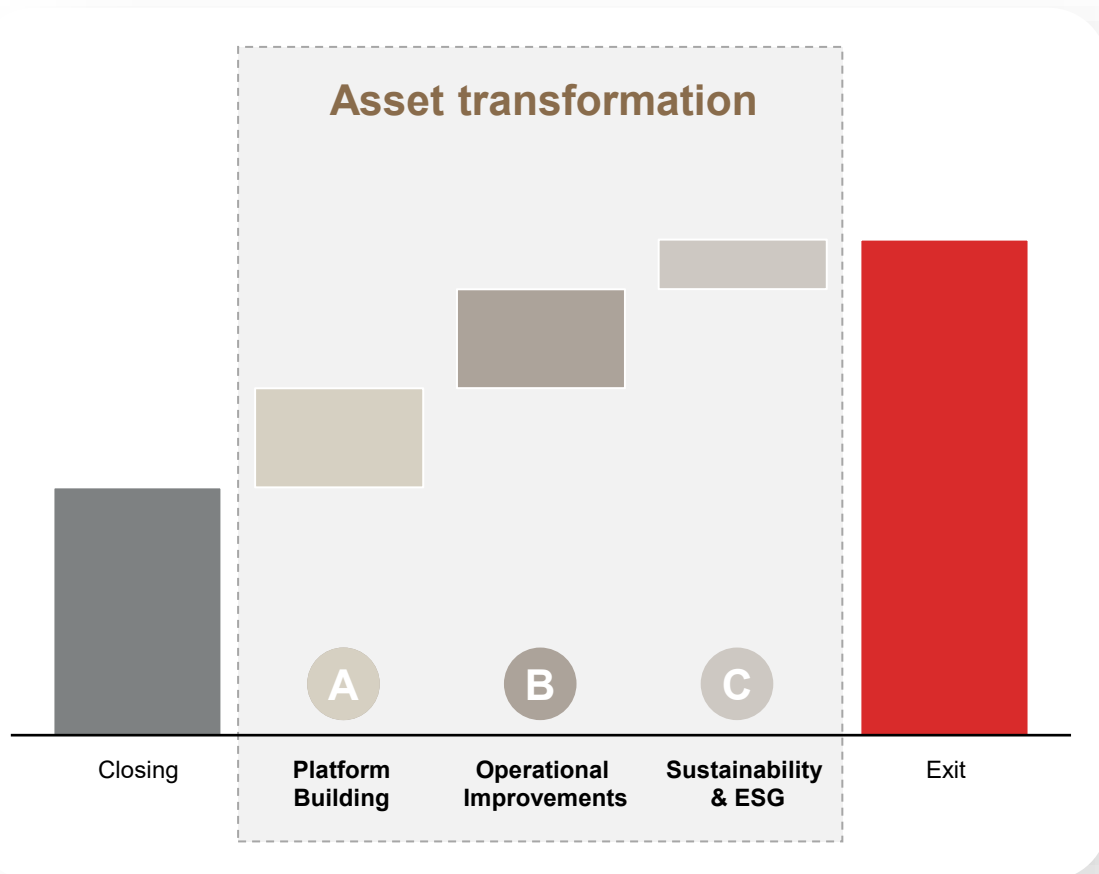 Asset transformation
A
B
C
Closing
Platform
Building
Operational
Improvements
Sustainability
& ESG
Exit